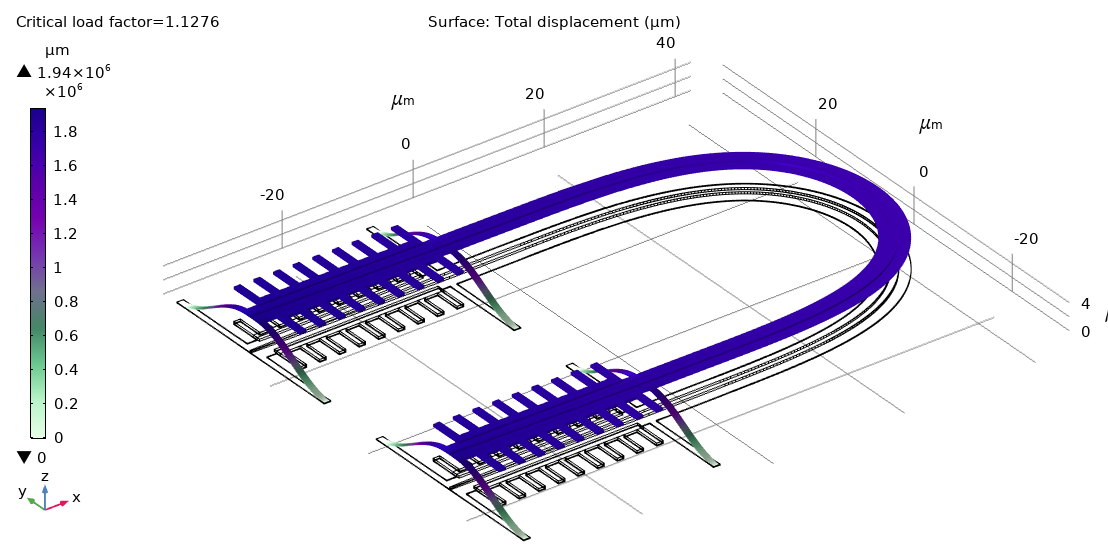 Critical load factor=1.1276
Surface: Total displacement (μm)
μm
▲ 1.94×10⁶
×10⁶
1.8
1.6
1.4
1.2
1
0.8
0.6
0.4
0.2
0
▼ 0
-20
0
20
40
μm
20
0
-20
μm
4
0
z
y
x